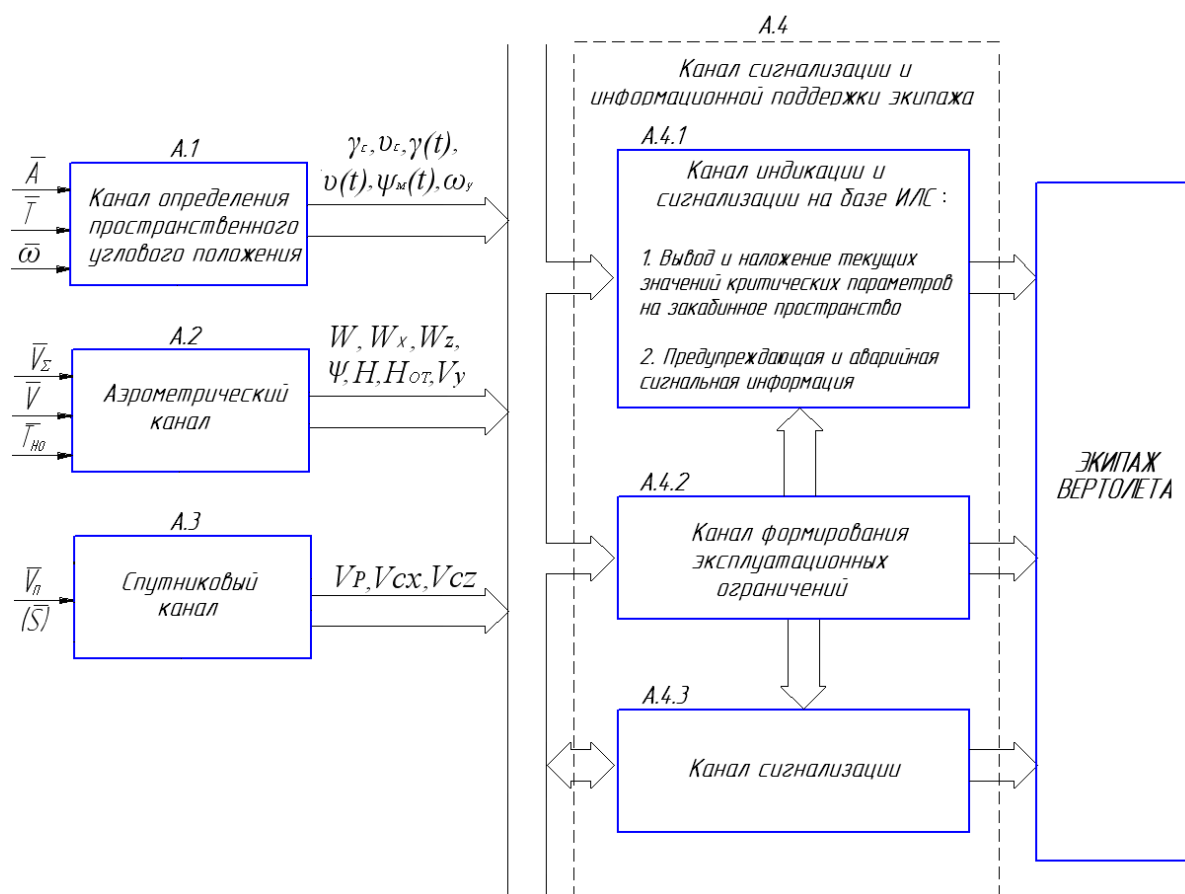 А.4
Канал сигнализации и
информационной поддержки экипажа
А.1
A̅
T̅
ω̅
Канал определения
пространственного
углового положения
γг, υг, γ(t),
υ(t), ψм(t), ωy
А.2
V̅Σ
V̅
T̅но
Аэрометрический
канал
W, Wx, Wz,
Ψ, H, Hот, Vy
А.3
V̅п
(S̅)
Спутниковый
канал
VP, Vcx, Vcz
А.4.1
Канал индикации и
сигнализации на базе ИЛС :
1. Вывод и наложение текущих
значений критических параметров
на закабинное пространство
2. Предупреждающая и аварийная
сигнальная информация
А.4.2
Канал формирования
эксплуатационных
ограничений
А.4.3
Канал сигнализации
ЭКИПАЖ
ВЕРТОЛЕТА